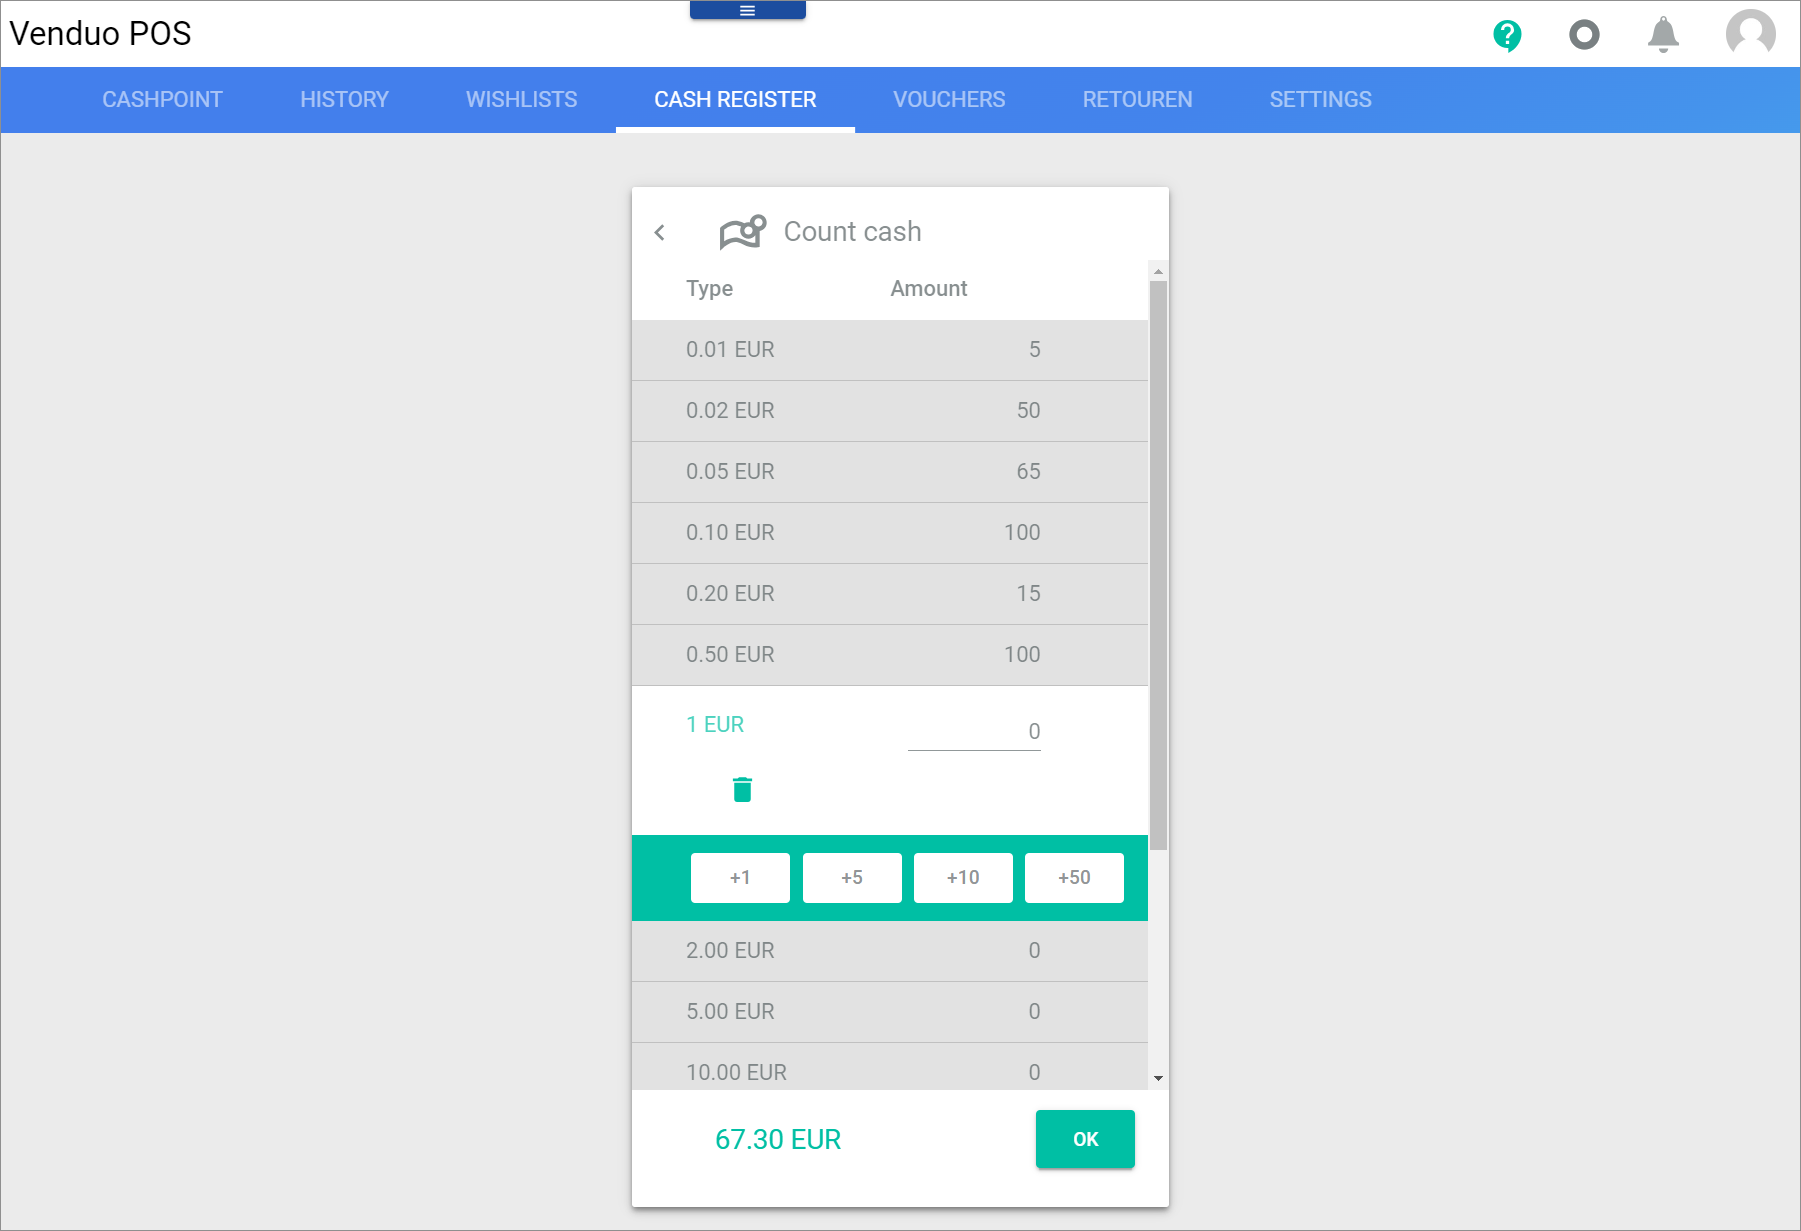 Venduo POS
CASHPOINT HISTORY WISHLISTS CASH REGISTER VOUCHERS RETOUREN SETTINGS
Count cash
Type Amount
0.01 EUR 5
0.02 EUR 50
0.05 EUR 65
0.10 EUR 100
0.20 EUR 15
0.50 EUR 100
1 EUR 0
+1 +5 +10 +50
2.00 EUR 0
5.00 EUR 0
10.00 EUR 0
67.30 EUR OK